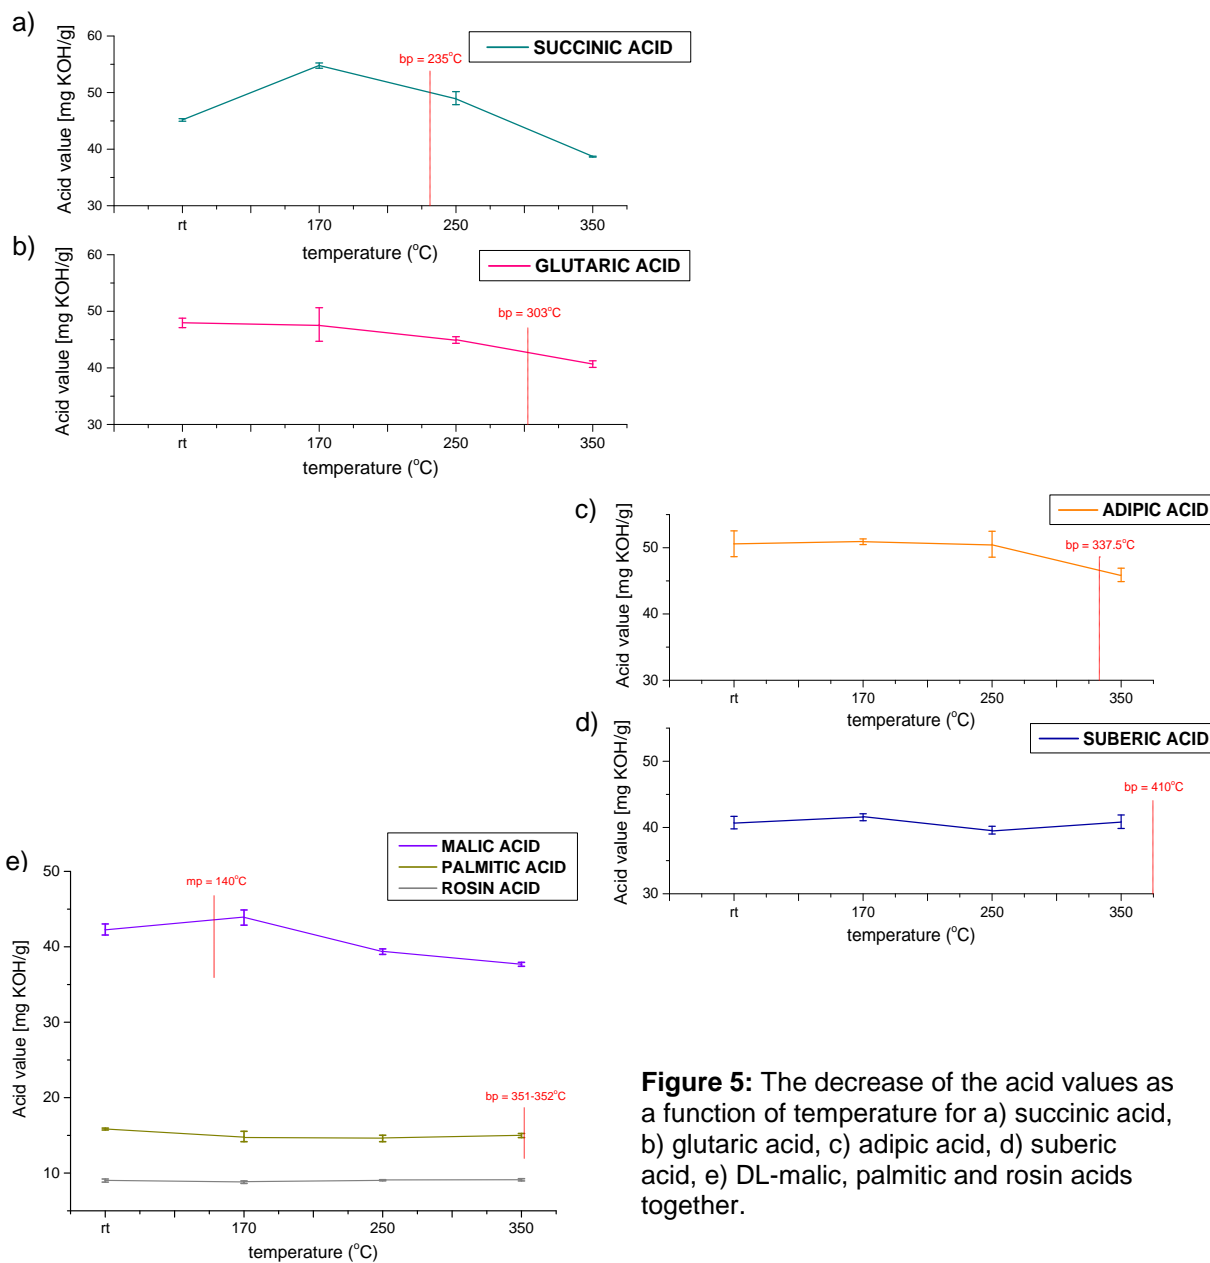 a)
60
50
40
30
Acid value [mg KOH/g]
SUCCINIC ACID
bp = 235°C
rt 170 250 350
temperature (°C)
b)
60
50
40
30
Acid value [mg KOH/g]
GLUTARIC ACID
bp = 303°C
rt 170 250 350
temperature (°C)
c)
50
40
30
Acid value [mg KOH/g]
ADIPIC ACID
bp = 337.5°C
rt 170 250 350
temperature (°C)
d)
60
50
40
30
Acid value [mg KOH/g]
SUBERIC ACID
bp = 410°C
rt 170 250 350
temperature (°C)
e)
50
40
30
20
10
Acid value [mg KOH/g]
MALIC ACID
PALMITIC ACID
ROSIN ACID
mp = 140°C
bp = 351-352°C
rt 170 250 350
temperature (°C)
Figure 5: The decrease of the acid values as
a function of temperature for a) succinic acid,
b) glutaric acid, c) adipic acid, d) suberic
acid, e) DL-malic, palmitic and rosin acids
together.